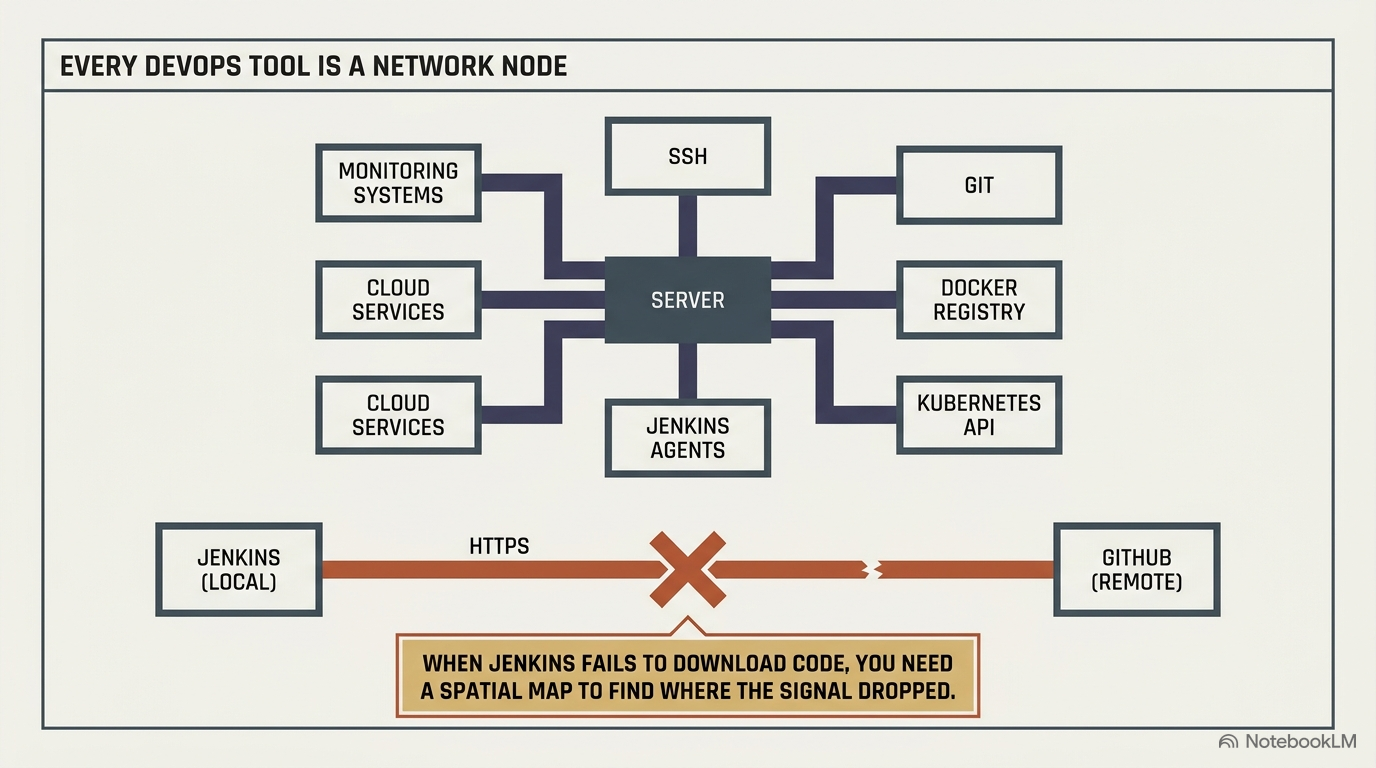 EVERY DEVOPS TOOL IS A NETWORK NODE
MONITORING
SYSTEMS
SSH
GIT
CLOUD
SERVICES
SERVER
DOCKER
REGISTRY
CLOUD
SERVICES
JENKINS
AGENTS
KUBERNETES
API
JENKINS
(LOCAL)
HTTPS
GITHUB
(REMOTE)
WHEN JENKINS FAILS TO DOWNLOAD CODE, YOU NEED
A SPATIAL MAP TO FIND WHERE THE SIGNAL DROPPED.
NotebookLM